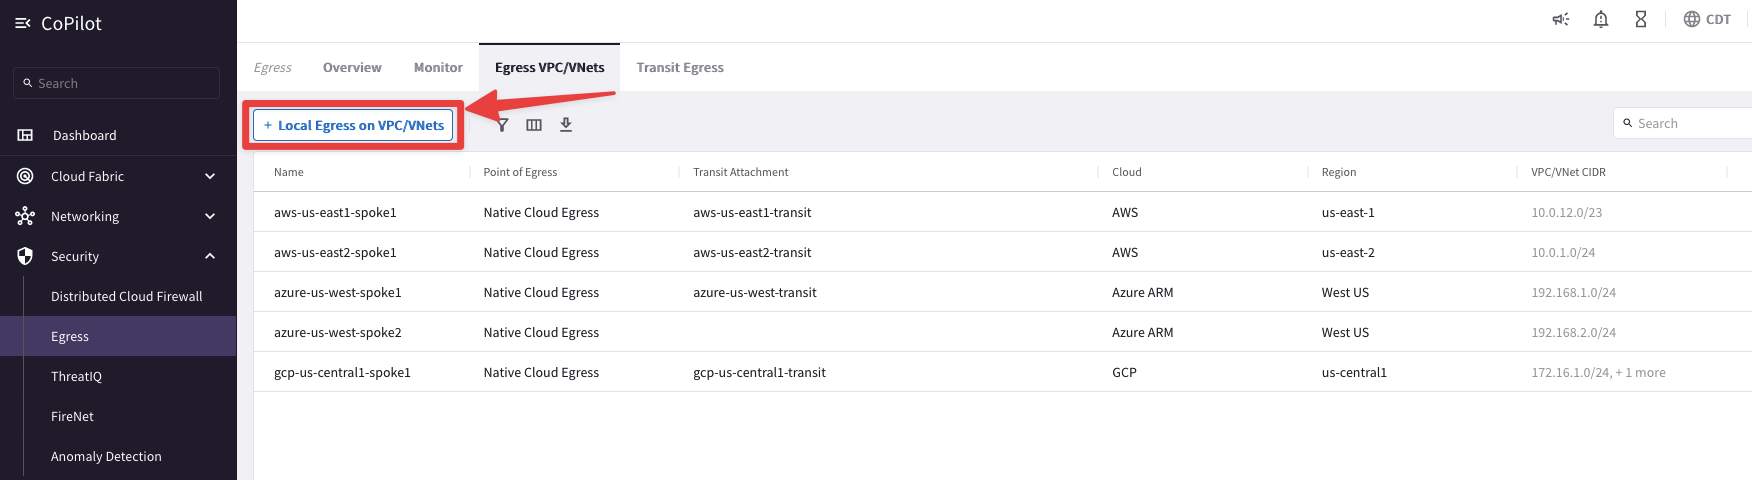 CoPilot
CDT
Search
Egress Overview Monitor Egress VPC/VNets Transit Egress
+ Local Egress on VPC/VNets
Search
Dashboard
Cloud Fabric
Networking
Security
Distributed Cloud Firewall
Egress
ThreatIQ
FireNet
Anomaly Detection
Name Point of Egress Transit Attachment Cloud Region VPC/VNet CIDR
aws-us-east1-spoke1 Native Cloud Egress aws-us-east1-transit AWS us-east-1 10.0.12.0/23
aws-us-east2-spoke1 Native Cloud Egress aws-us-east2-transit AWS us-east-2 10.0.1.0/24
azure-us-west-spoke1 Native Cloud Egress azure-us-west-transit Azure ARM West US 192.168.1.0/24
azure-us-west-spoke2 Native Cloud Egress Azure ARM West US 192.168.2.0/24
gcp-us-central1-spoke1 Native Cloud Egress gcp-us-central1-transit GCP us-central1 172.16.1.0/24, + 1 more